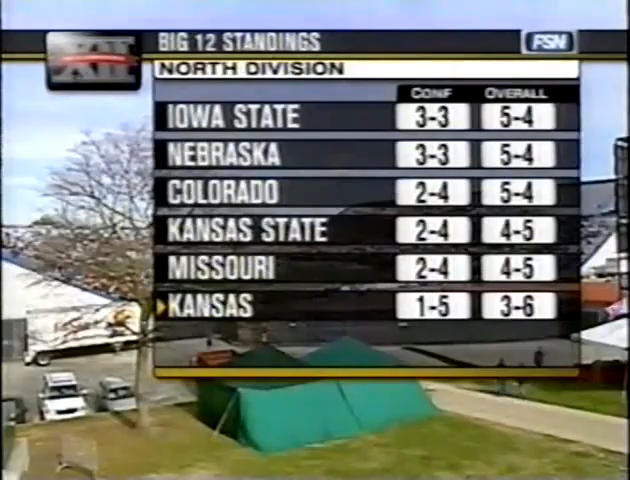 XII
BIG 12 STANDINGS FSN
NORTH DIVISION
CONF OVERALL
IOWA STATE 3-3 5-4
NEBRASKA 3-3 5-4
COLORADO 2-4 5-4
KANSAS STATE 2-4 4-5
MISSOURI 2-4 4-5
KANSAS 1-5 3-6